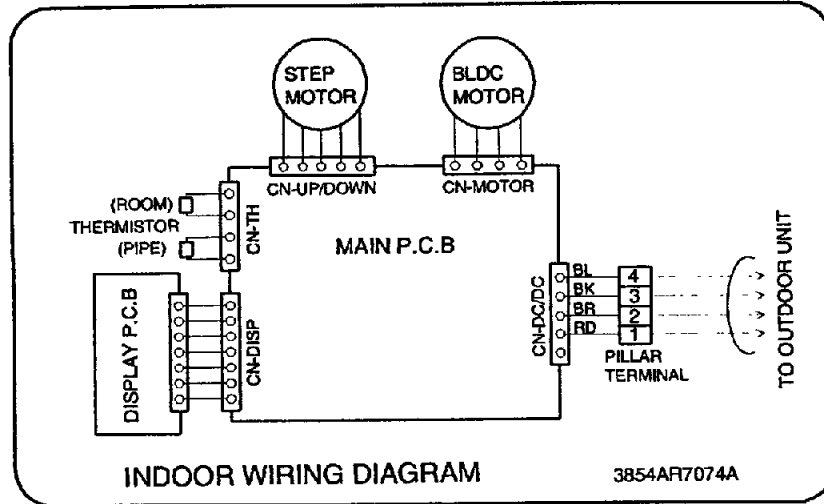 STEP
MOTOR
BLDC
MOTOR
CN-UP/DOWN
CN-MOTOR
(ROOM)
THERMISTOR
(PIPE)
CN-TH
MAIN P.C.B
DISPLAY P.C.B
CN-DISP
CN-DC/DC
BL 4
BK 3
BR 2
RD 1
PILLAR
TERMINAL
TO OUTDOOR UNIT
INDOOR WIRING DIAGRAM
3854AR7074A